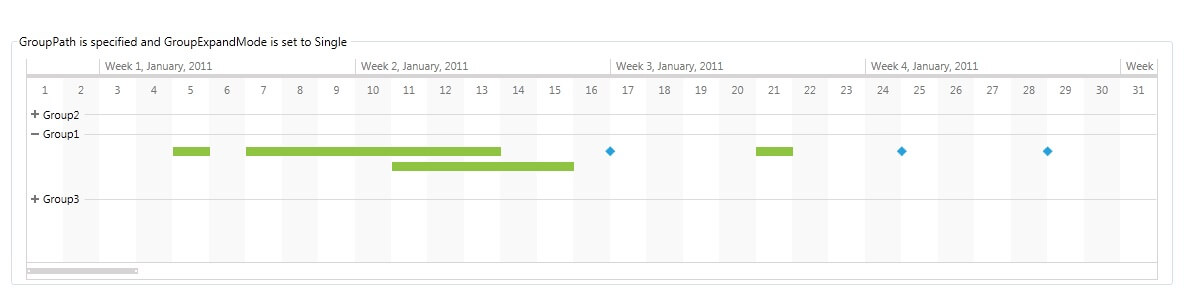 GroupPath is specified and GroupExpandMode is set to Single
Week 1, January, 2011 Week 2, January, 2011 Week 3, January, 2011 Week 4, January, 2011 Week
1 2 3 4 5 6 7 8 9 10 11 12 13 14 15 16 17 18 19 20 21 22 23 24 25 26 27 28 29 30 31
Group2
Group1
Group3